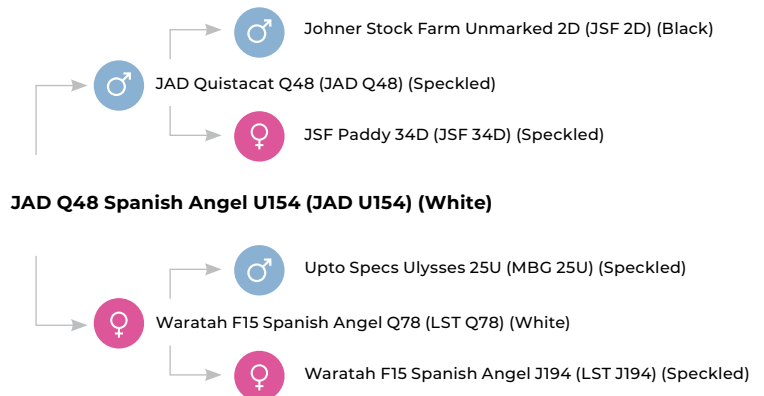 Johner Stock Farm Unmarked 2D (JSF 2D) (Black)
JAD Quistacat Q48 (JAD Q48) (Speckled)
JSF Paddy 34D (JSF 34D) (Speckled)
JAD Q48 Spanish Angel U154 (JAD U154) (White)
Upto Specs Ulysses 25U (MBG 25U) (Speckled)
Waratah F15 Spanish Angel Q78 (LST Q78) (White)
Waratah F15 Spanish Angel J194 (LST J194) (Speckled)